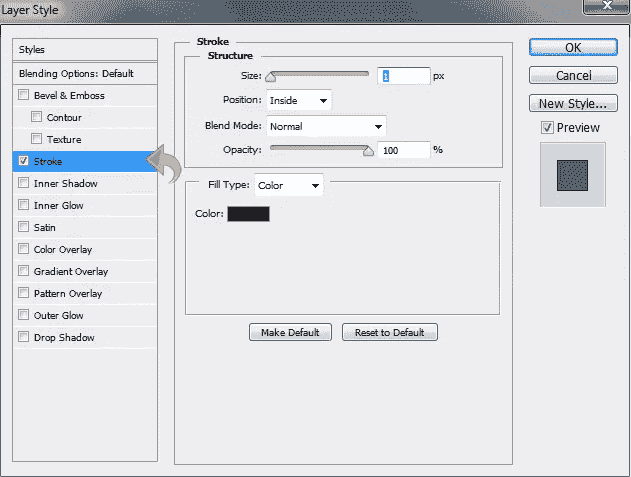 Layer Style
X
Styles
Blending Options: Default
Bevel & Emboss
Contour
Texture
Stroke
Inner Shadow
Inner Glow
Satin
Color Overlay
Gradient Overlay
Pattern Overlay
Outer Glow
Drop Shadow
Stroke
Structure
Size: 1 px
Position: Inside
Blend Mode: Normal
Opacity: 100 %
Fill Type: Color
Color:
Make Default Reset to Default
OK
Cancel
New Style...
Preview